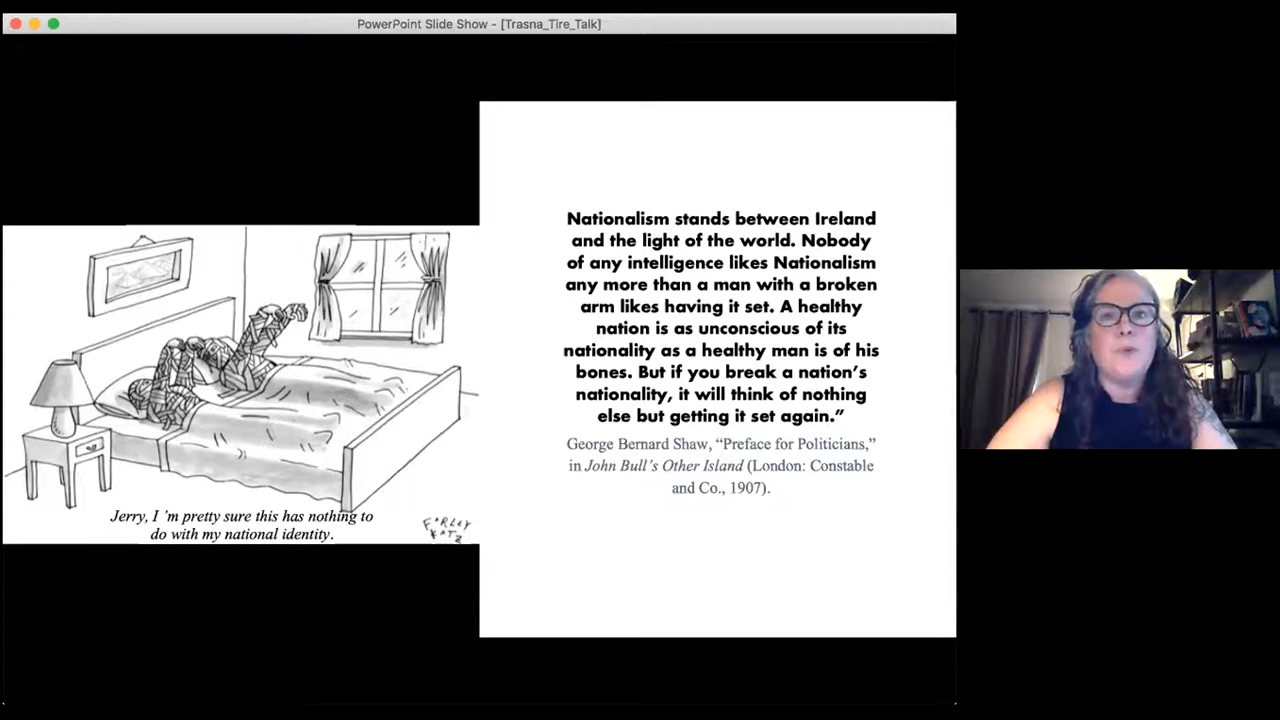 PowerPoint Slide Show - [Trasna_Tire_Talk]
Nationalism stands between Ireland
and the light of the world. Nobody
of any intelligence likes Nationalism
any more than a man with a broken
arm likes having it set. A healthy
nation is as unconscious of its
nationality as a healthy man is of his
bones. But if you break a nation’s
nationality, it will think of nothing
else but getting it set again.”
George Bernard Shaw, “Preface for Politicians,”
in John Bull’s Other Island (London: Constable
and Co., 1907).
Jerry, I ’m pretty sure this has nothing to
do with my national identity.
FARLEY
KATZ